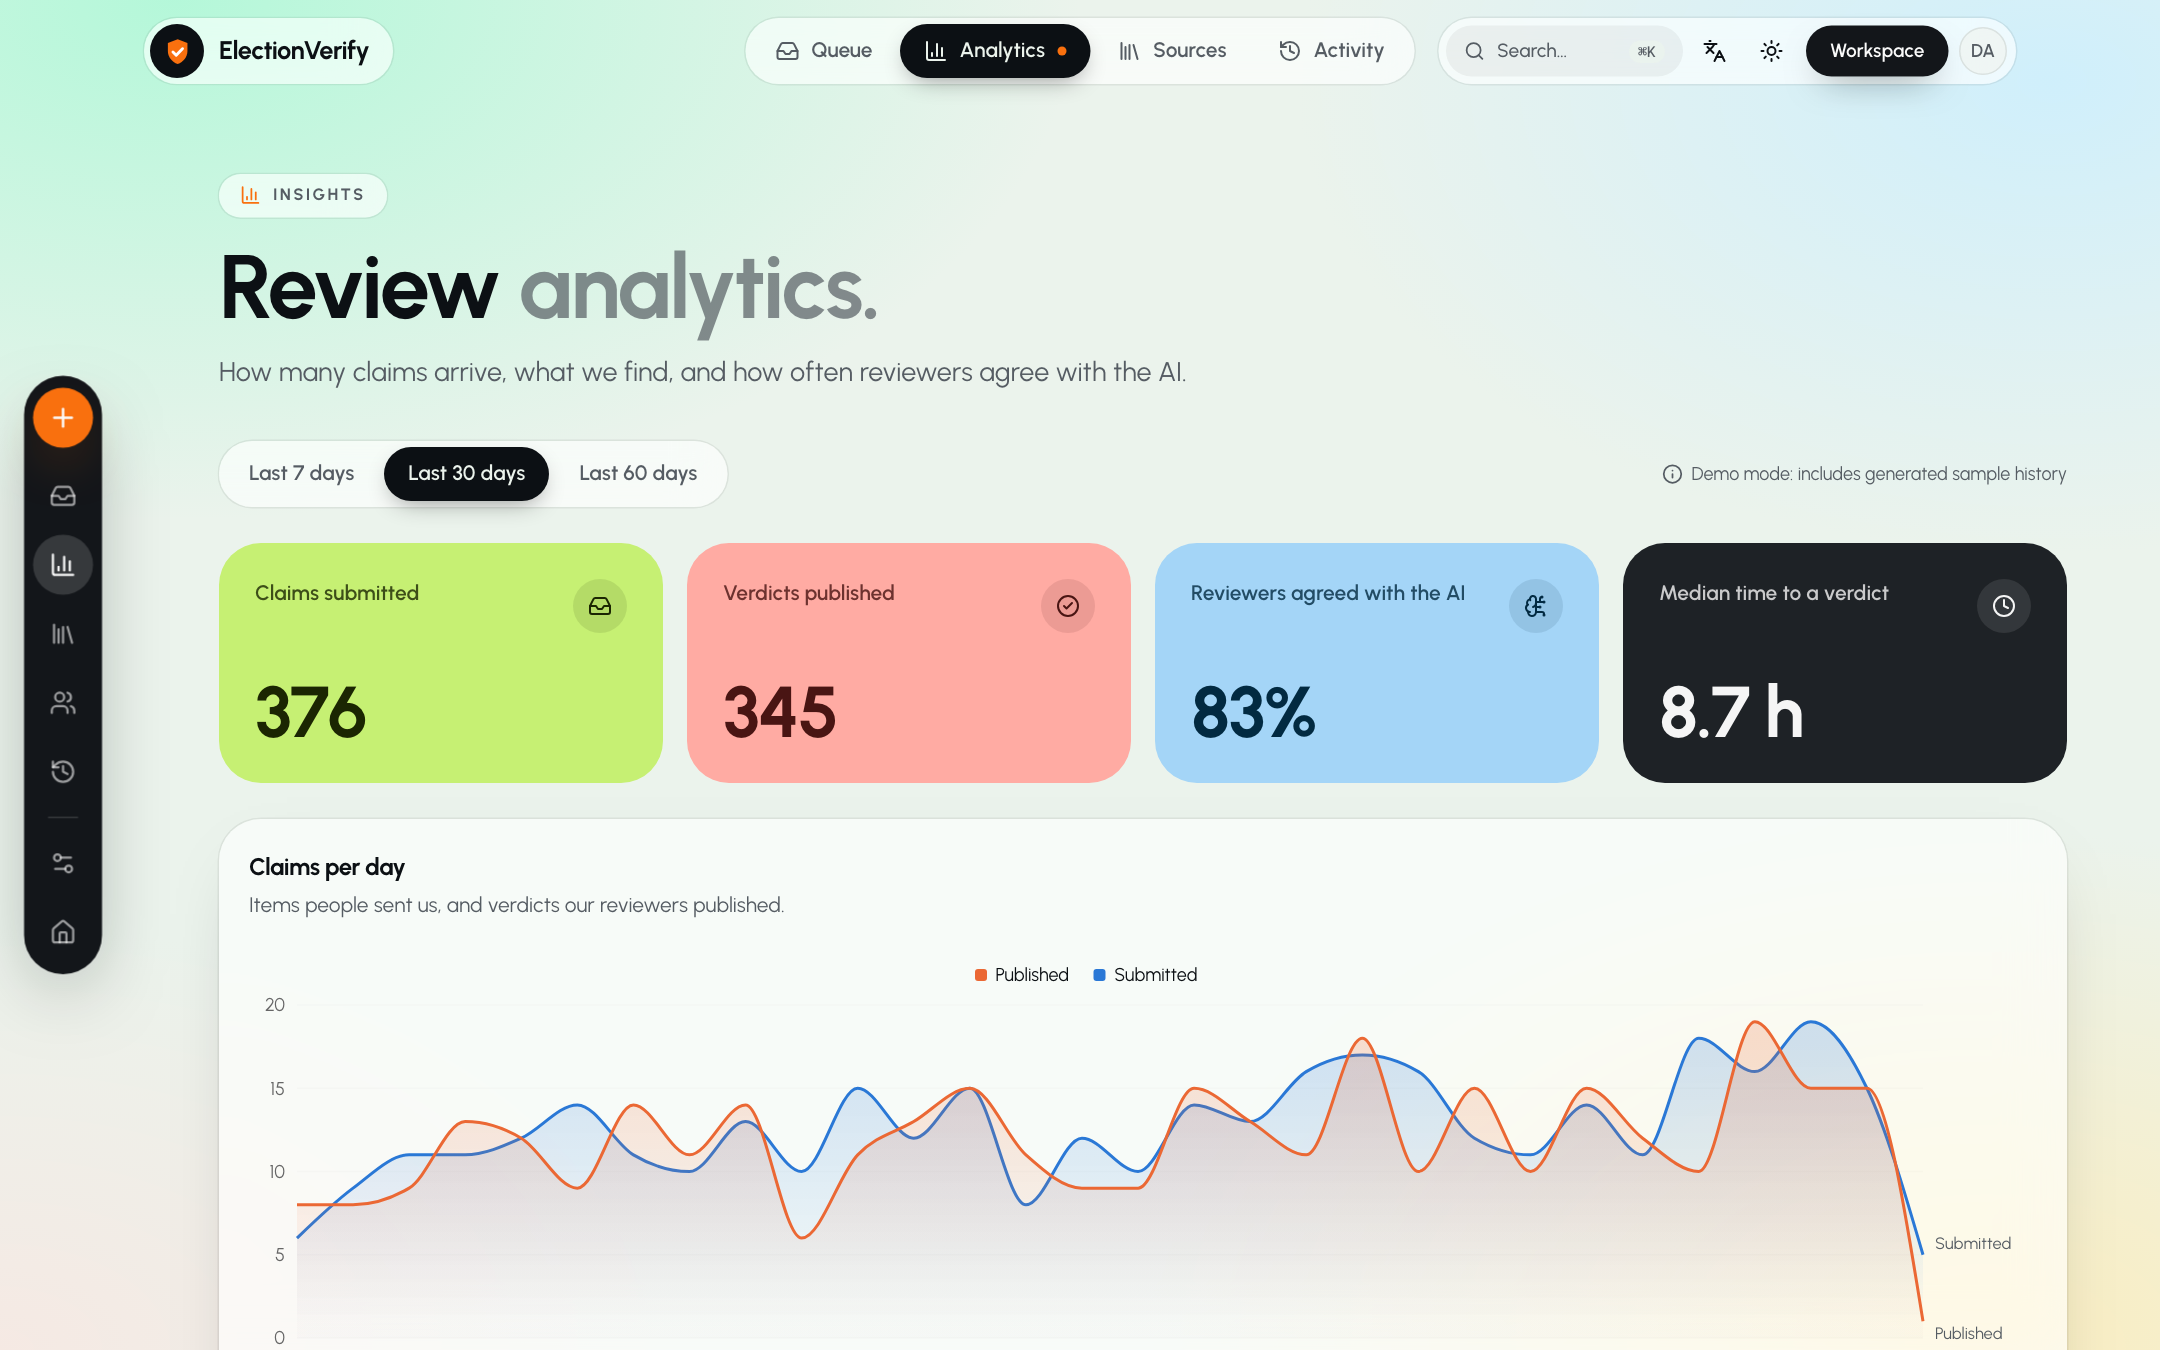 ElectionVerify
Queue
Analytics
Sources
Activity
Search...
⌘K
Workspace
DA
INSIGHTS
Review analytics.
How many claims arrive, what we find, and how often reviewers agree with the AI.
Last 7 days
Last 30 days
Last 60 days
Demo mode: includes generated sample history
Claims submitted
376
Verdicts published
345
Reviewers agreed with the AI
83%
Median time to a verdict
8.7 h
Claims per day
Items people sent us, and verdicts our reviewers published.
Published
Submitted
20
15
10
5
0
Submitted
Published